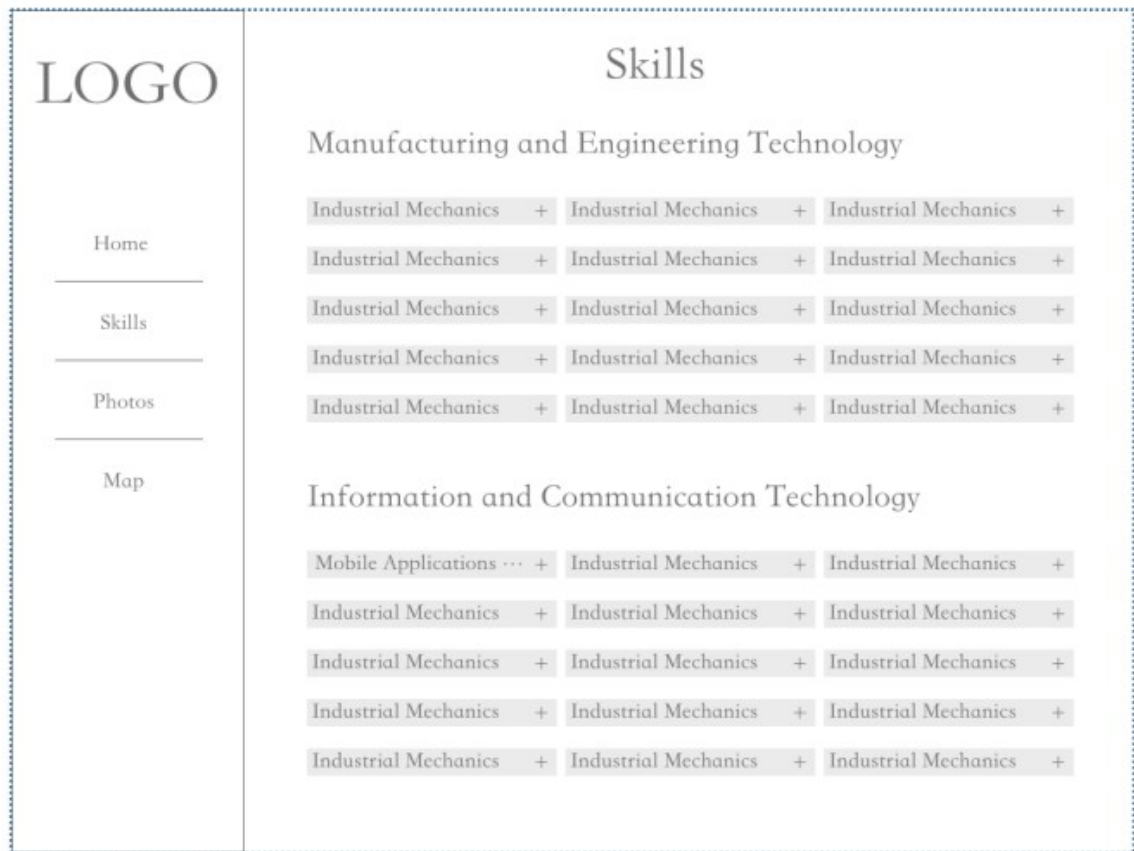 LOGO
Home
Skills
Photos
Map
Skills
Manufacturing and Engineering Technology
Industrial Mechanics + Industrial Mechanics + Industrial Mechanics +
Industrial Mechanics + Industrial Mechanics + Industrial Mechanics +
Industrial Mechanics + Industrial Mechanics + Industrial Mechanics +
Industrial Mechanics + Industrial Mechanics + Industrial Mechanics +
Industrial Mechanics + Industrial Mechanics + Industrial Mechanics +
Information and Communication Technology
Mobile Applications ··· + Industrial Mechanics + Industrial Mechanics +
Industrial Mechanics + Industrial Mechanics + Industrial Mechanics +
Industrial Mechanics + Industrial Mechanics + Industrial Mechanics +
Industrial Mechanics + Industrial Mechanics + Industrial Mechanics +
Industrial Mechanics + Industrial Mechanics + Industrial Mechanics +